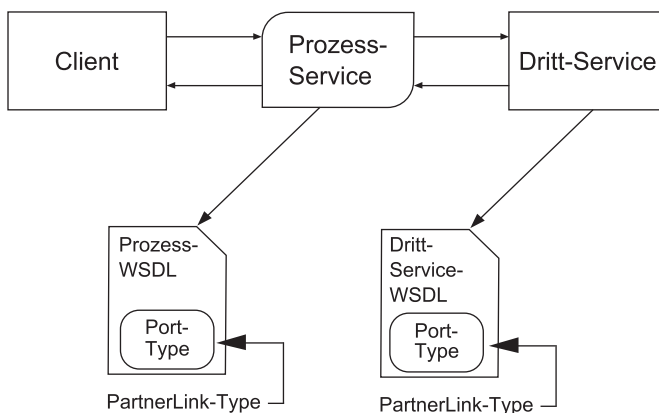 Client
Prozess-
Service
Dritt-Service
Prozess-
WSDL
Port-
Type
PartnerLink-Type
Dritt-
Service-
WSDL
Port-
Type
PartnerLink-Type